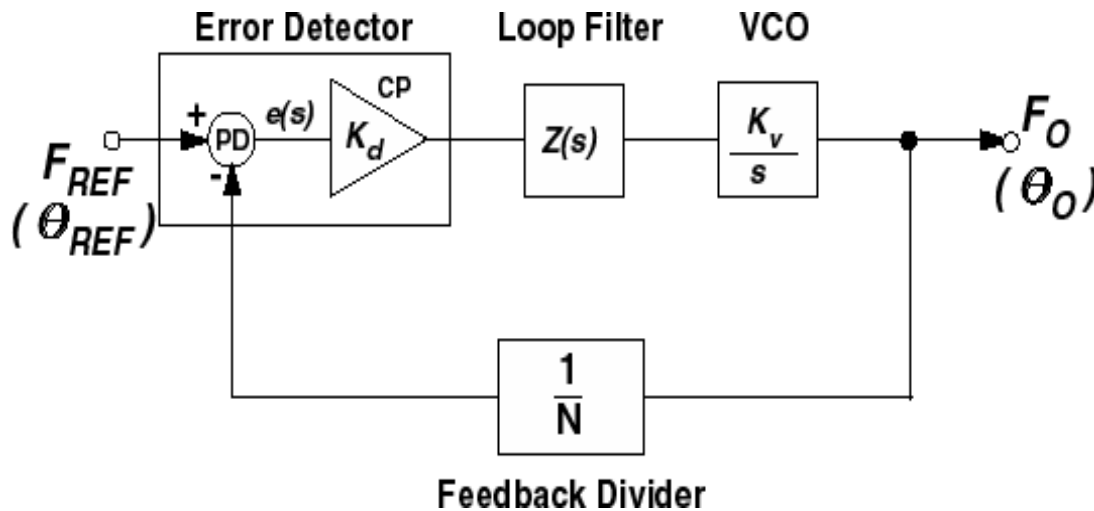 Error Detector
Loop Filter
VCO
CP
+
PD
-
e(s)
K_d
Z(s)
K_v
s
F_REF
(θ_REF)
F_O
(θ_O)
1
N
Feedback Divider